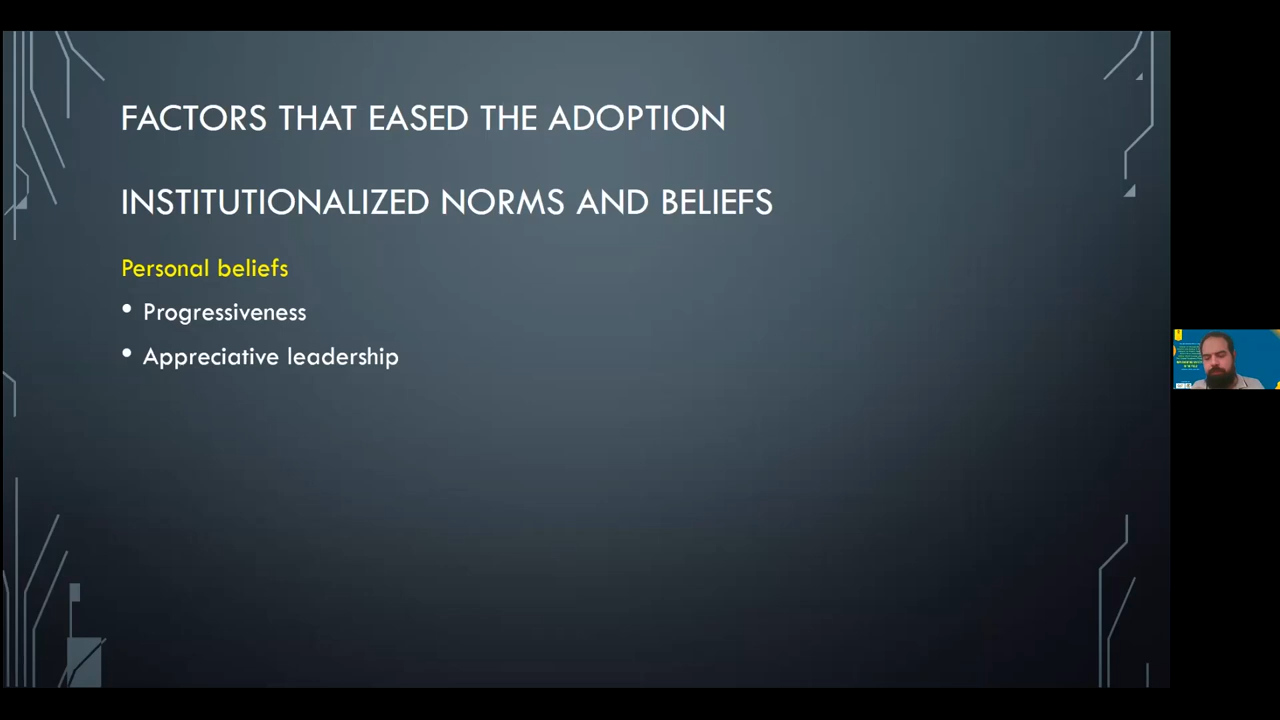 FACTORS THAT EASED THE ADOPTION
INSTITUTIONALIZED NORMS AND BELIEFS
Personal beliefs
• Progressiveness
• Appreciative leadership